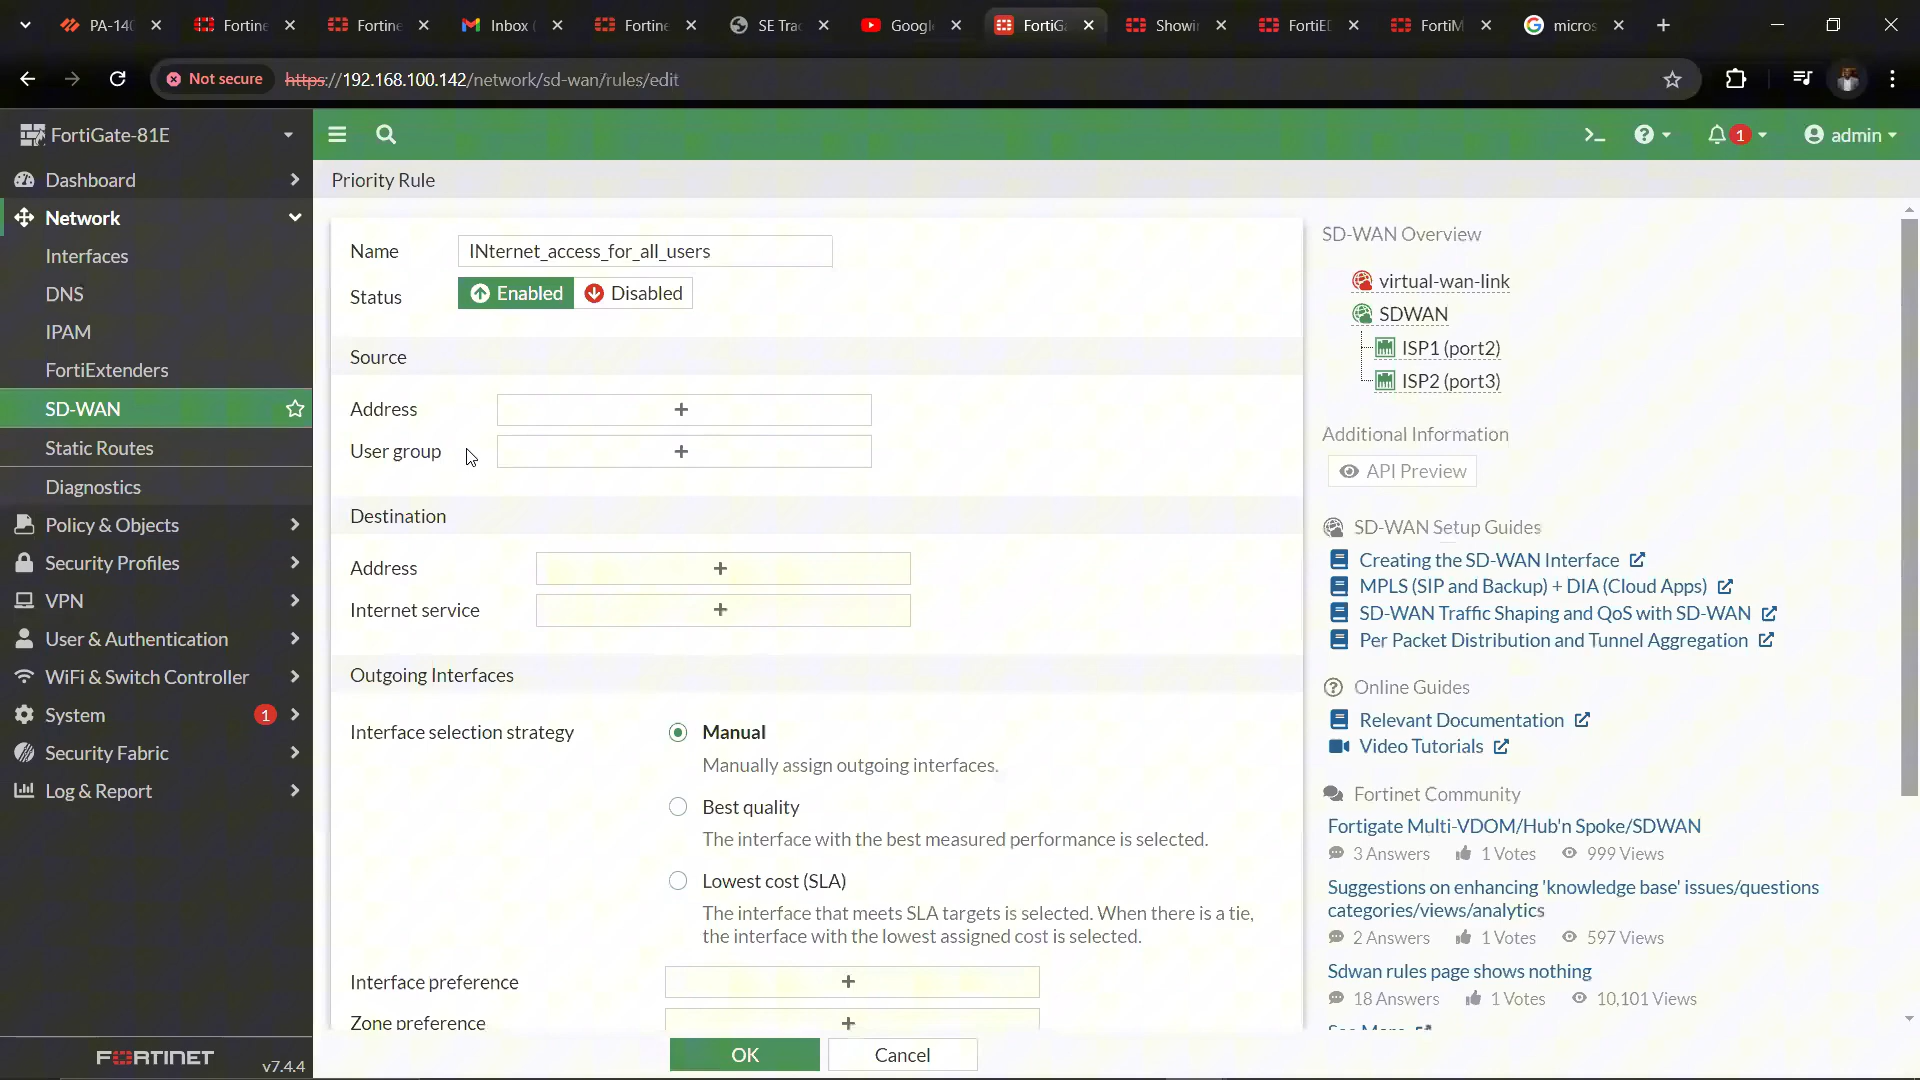 PA-140
Fortine
Fortine
Inbox (
Fortine
SE Tra
Googl
FortiGa
Showi
FortiED
FortiM
micros
Not secure
https://192.168.100.142/network/sd-wan/rules/edit
FortiGate-81E
admin
1
Dashboard
Network
Interfaces
DNS
IPAM
FortiExtenders
SD-WAN
Static Routes
Diagnostics
Policy & Objects
Security Profiles
VPN
User & Authentication
WiFi & Switch Controller
System 1
Security Fabric
Log & Report
FORTINET
v7.4.4
Priority Rule
Name INternet_access_for_all_users
Status Enabled Disabled
Source
Address +
User group +
Destination
Address +
Internet service +
Outgoing Interfaces
Interface selection strategy Manual
Manually assign outgoing interfaces.
Best quality
The interface with the best measured performance is selected.
Lowest cost (SLA)
The interface that meets SLA targets is selected. When there is a tie,
the interface with the lowest assigned cost is selected.
Interface preference +
Zone preference +
OK Cancel
SD-WAN Overview
virtual-wan-link
SDWAN
ISP1 (port2)
ISP2 (port3)
Additional Information
API Preview
SD-WAN Setup Guides
Creating the SD-WAN Interface
MPLS (SIP and Backup) + DIA (Cloud Apps)
SD-WAN Traffic Shaping and QoS with SD-WAN
Per Packet Distribution and Tunnel Aggregation
Online Guides
Relevant Documentation
Video Tutorials
Fortinet Community
Fortigate Multi-VDOM/Hub'n Spoke/SDWAN
3 Answers 1 Votes 999 Views
Suggestions on enhancing 'knowledge base' issues/questions
categories/views/analytics
2 Answers 1 Votes 597 Views
Sdwan rules page shows nothing
18 Answers 1 Votes 10,101 Views
See More